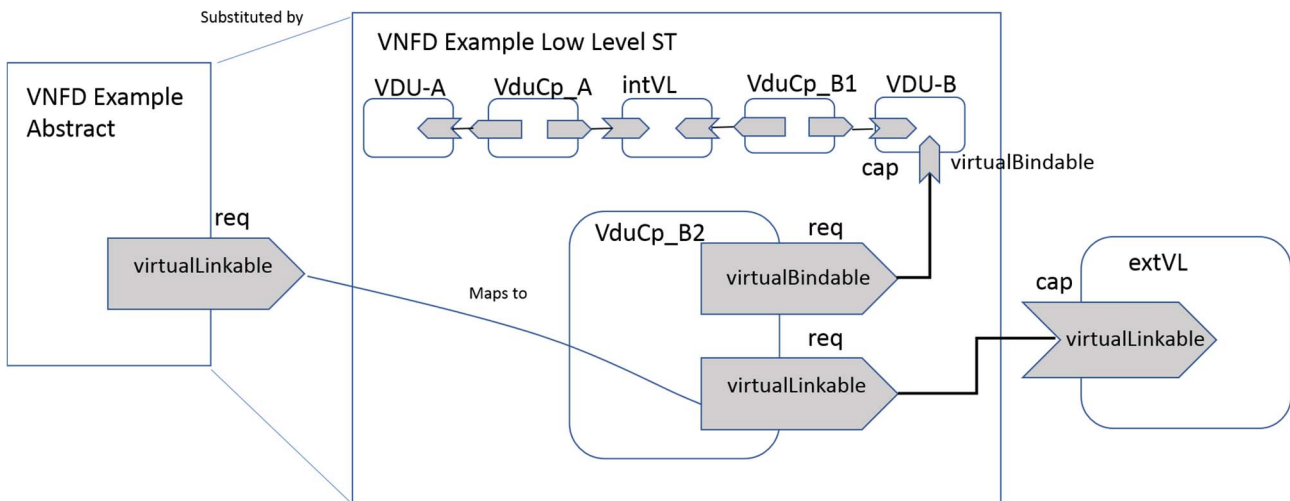 Substituted by
VNFD Example
Abstract
req
virtualLinkable
Maps to
VNFD Example Low Level ST
VDU-A
VduCp_A
intVL
VduCp_B1
VDU-B
cap
virtualBindable
VduCp_B2
req
virtualBindable
req
virtualLinkable
extVL
cap
virtualLinkable